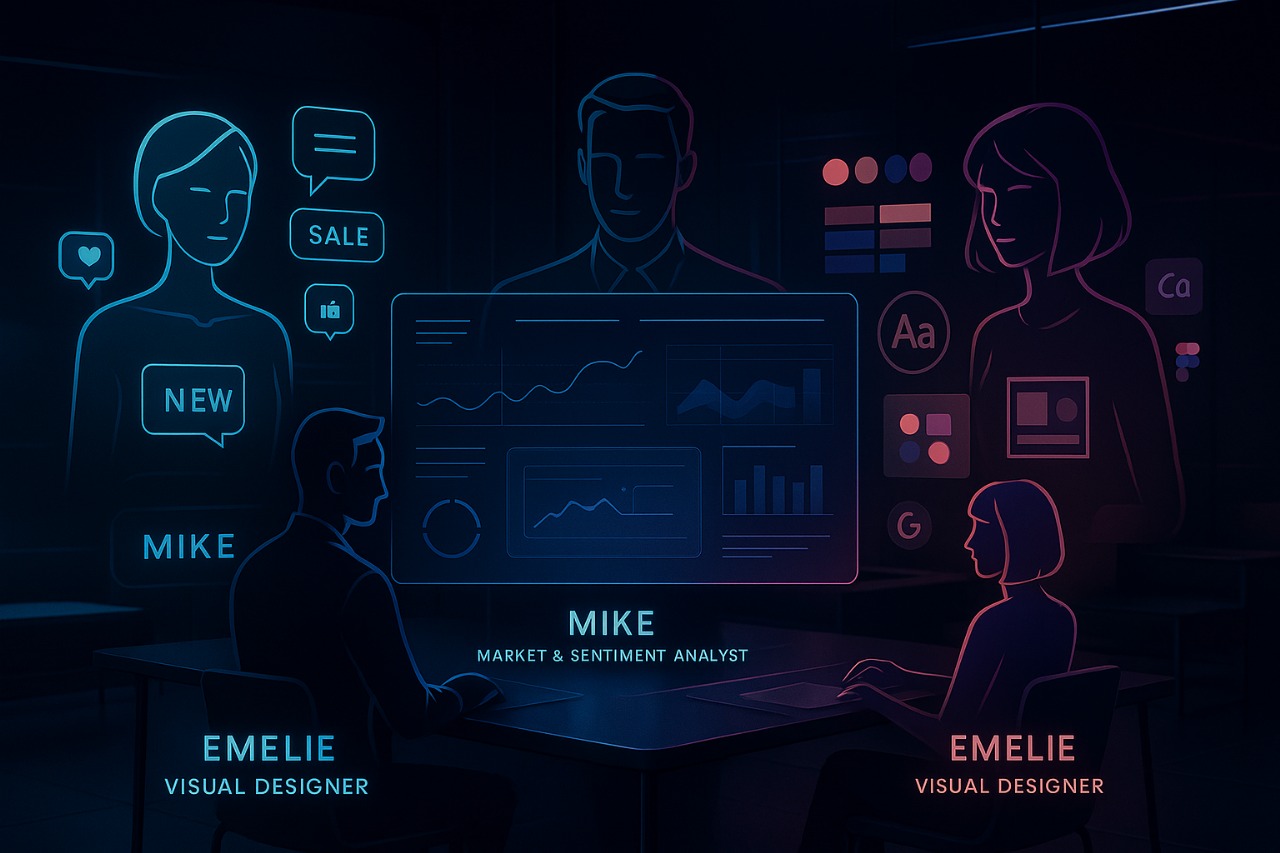 SALE
Aa
Ca
NEW
G
MIKE
MIKE
MARKET & SENTIMENT ANALYST
EMELIE
VISUAL DESIGNER
EMELIE
VISUAL DESIGNER